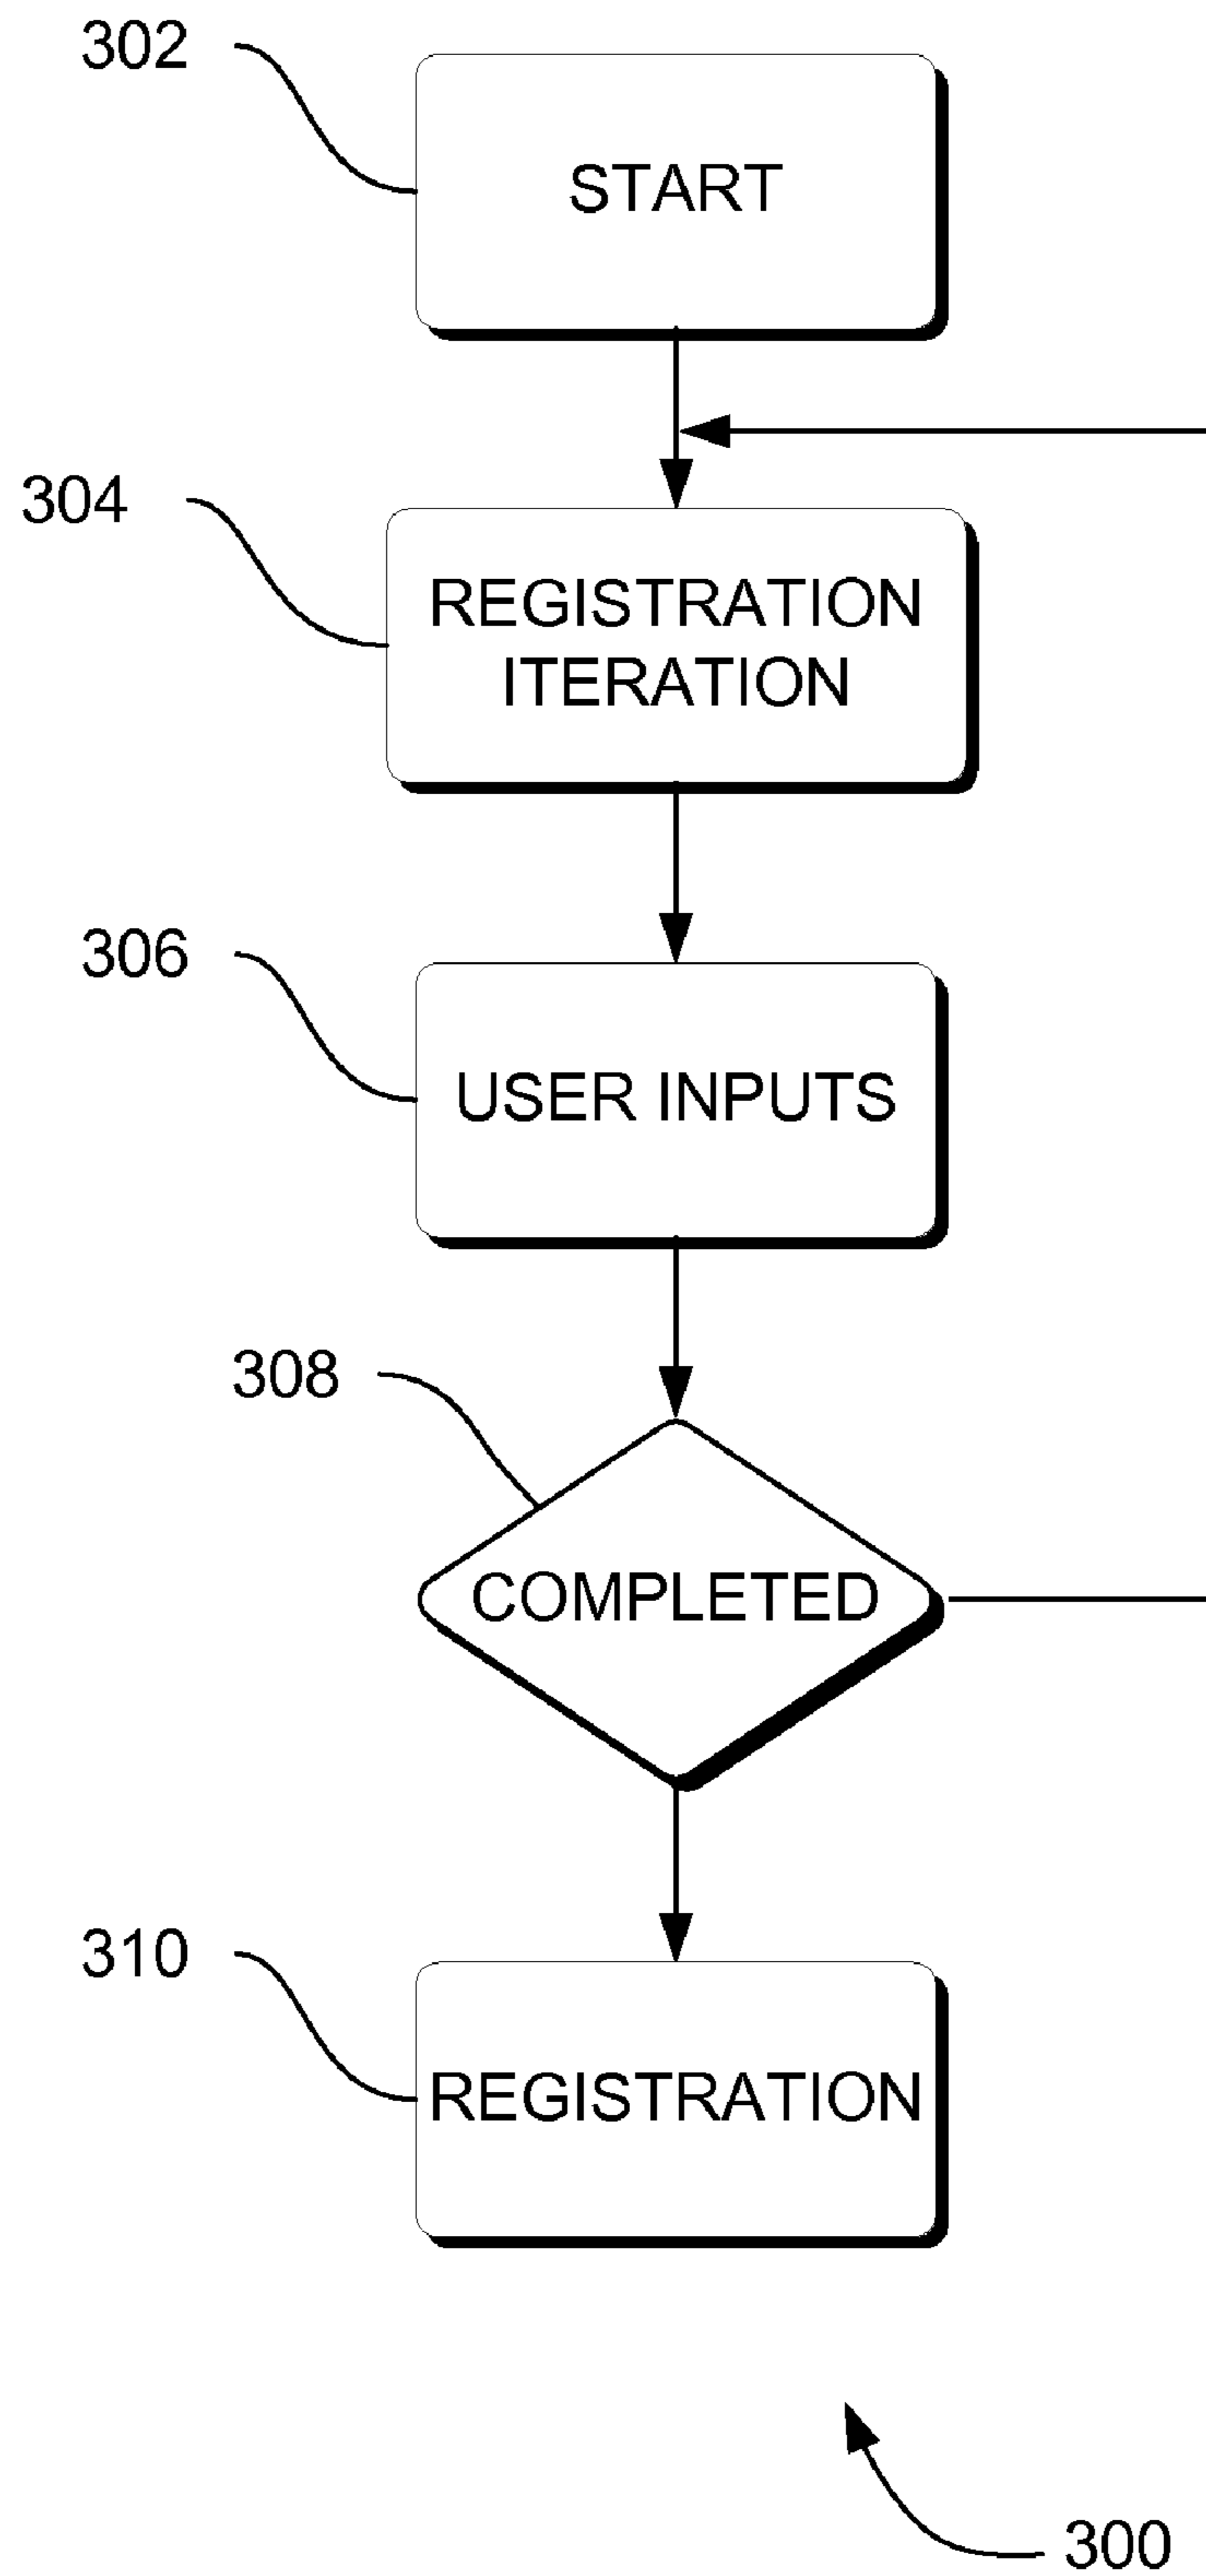 302
START
304
REGISTRATION
ITERATION
306
USER INPUTS
308
COMPLETED
310
REGISTRATION
300